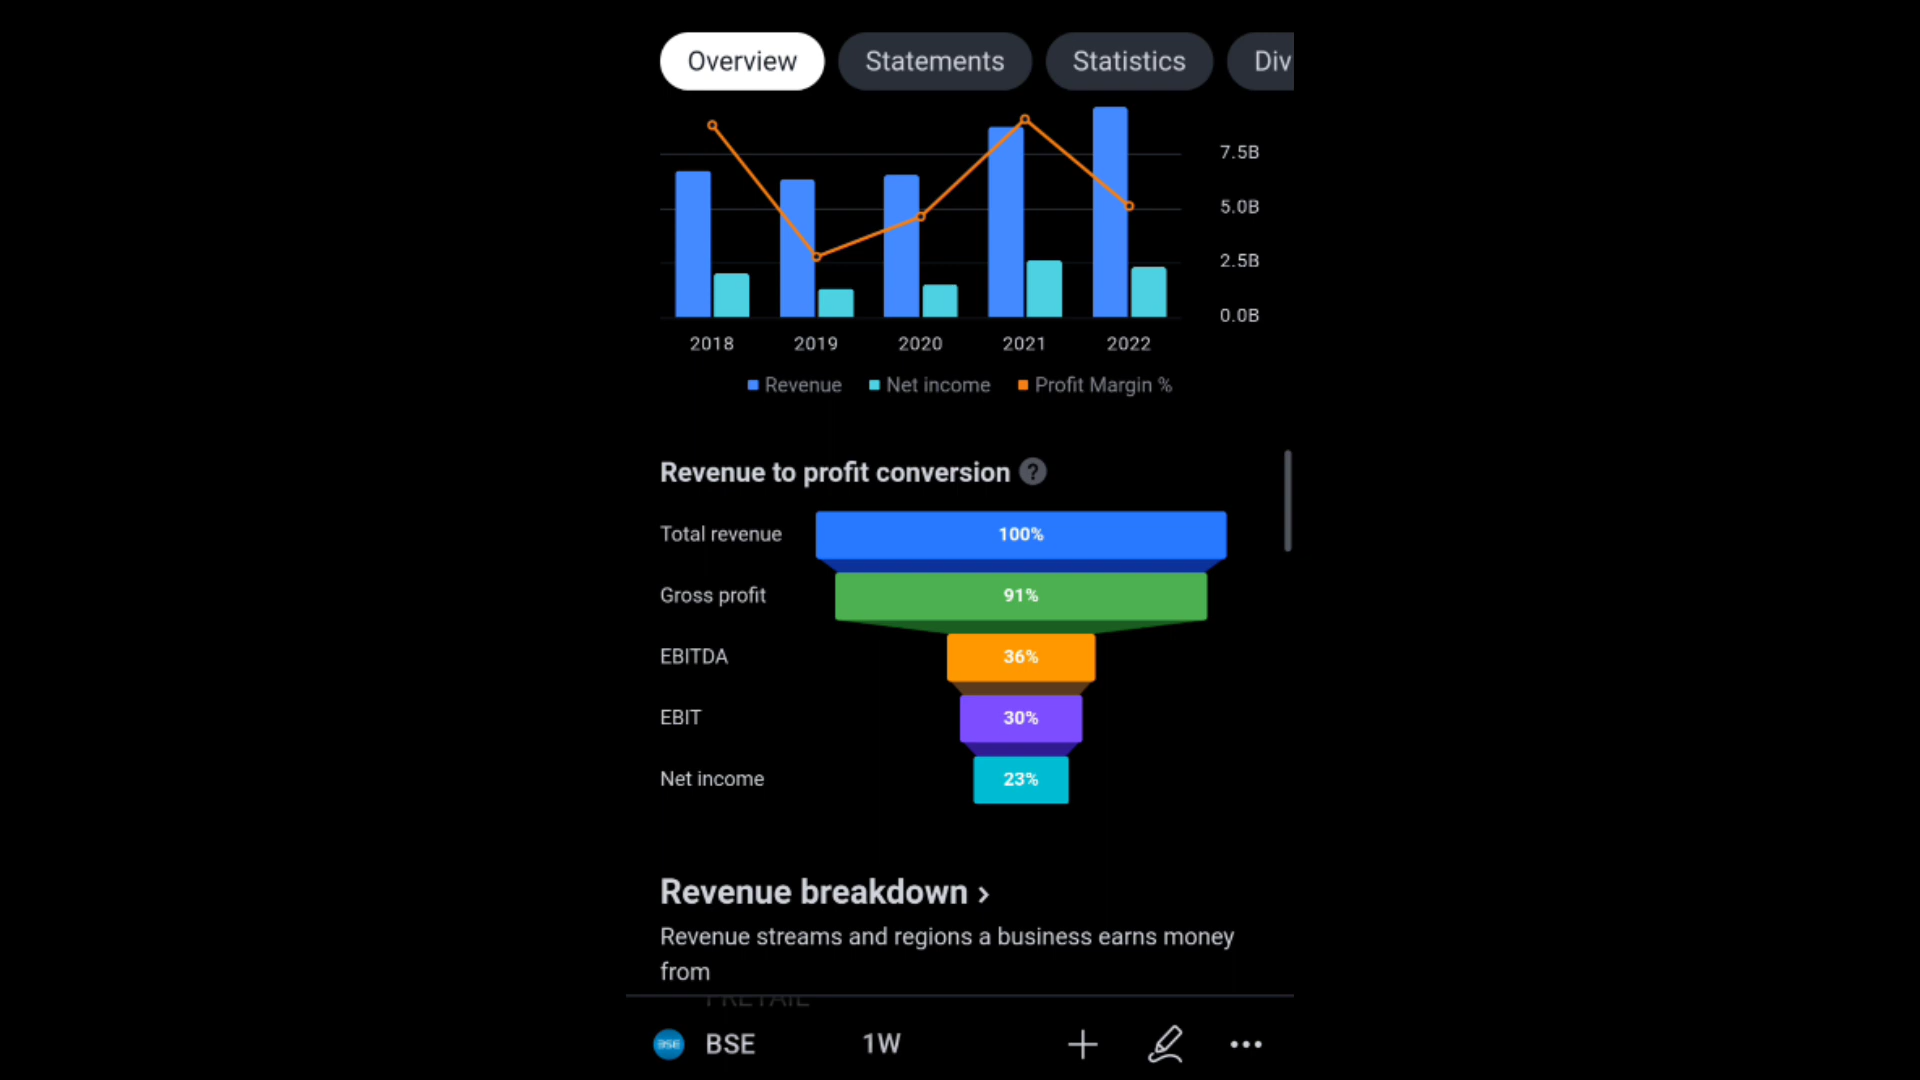 Overview Statements Statistics Div
7.5B
5.0B
2.5B
0.0B
2018 2019 2020 2021 2022
Revenue Net income Profit Margin %
Revenue to profit conversion ?
Total revenue 100%
Gross profit 91%
EBITDA 36%
EBIT 30%
Net income 23%
Revenue breakdown >
Revenue streams and regions a business earns money
from
BSE BSE 1W